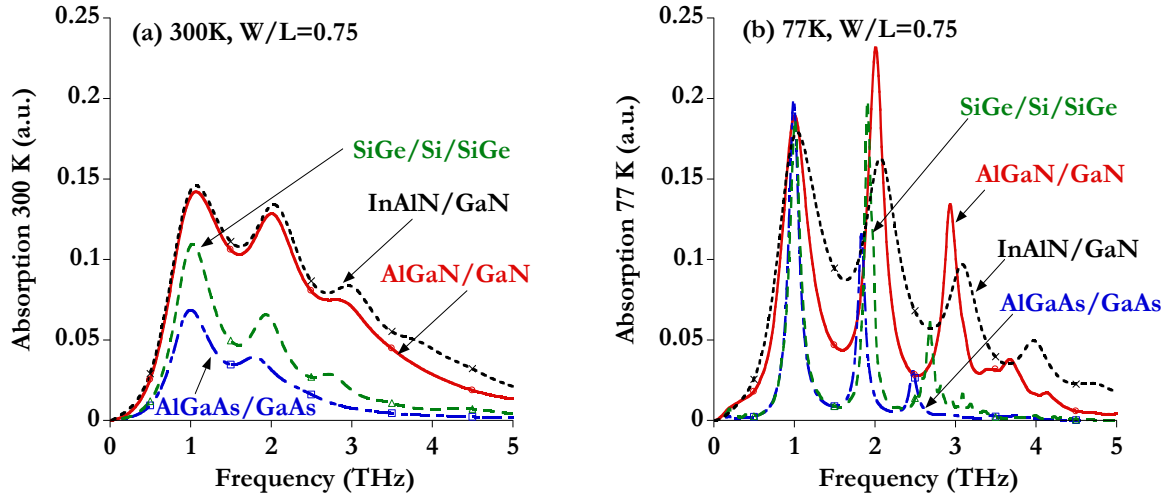 (a) 300K, W/L=0.75
Absorption 300 K (a.u.)
0.25
0.2
0.15
0.1
0.05
0
SiGe/Si/SiGe
InAlN/GaN
AlGaN/GaN
AlGaAs/GaAs
0 1 2 3 4 5
Frequency (THz)
(b) 77K, W/L=0.75
Absorption 77 K (a.u.)
0.25
0.2
0.15
0.1
0.05
0
SiGe/Si/SiGe
AlGaN/GaN
InAlN/GaN
AlGaAs/GaAs
0 1 2 3 4 5
Frequency (THz)